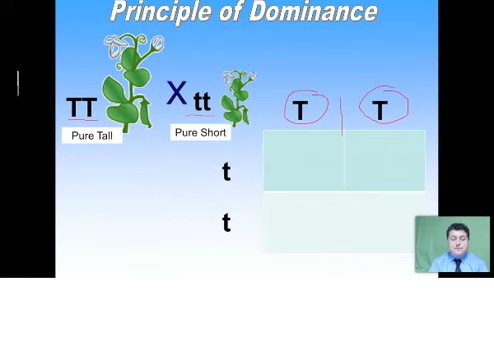 Principle of Dominance
TT X tt T T
Pure Tall Pure Short
t
t